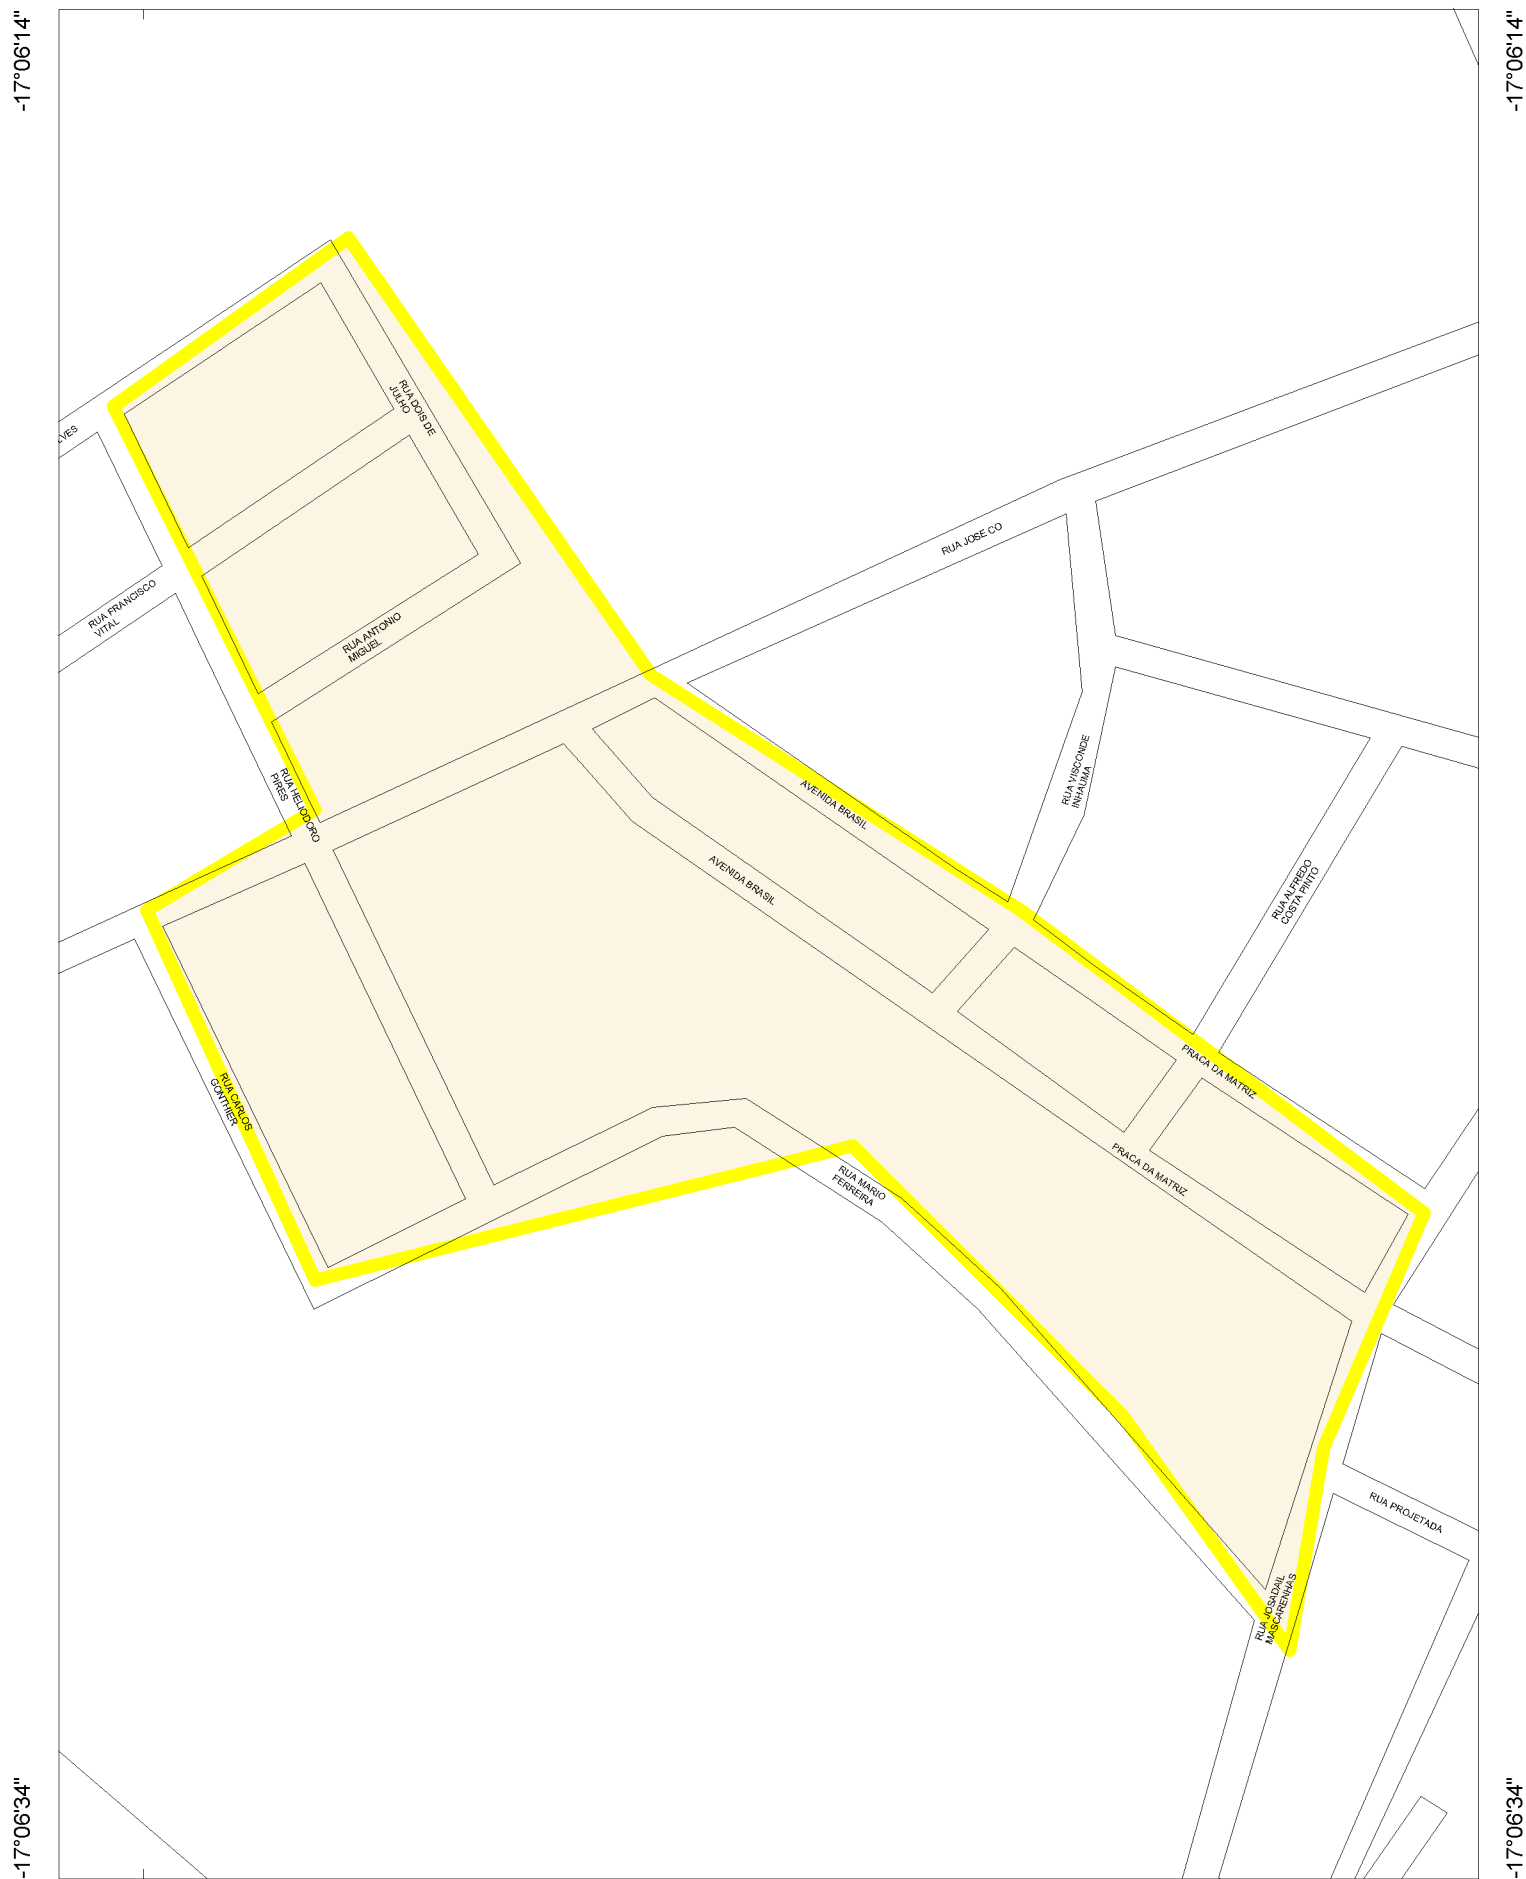 -17°06'14"
-17°06'14"
RUA DOIS DE
JULHO
LVES
RUA JOSE CO
RUA FRANCISCO
VITAL
RUA ANTONIO
MIGUEL
RUA HELIODORO
PIRES
RUA VISCONDE
INHAUMA
AVENIDA BRASIL
AVENIDA BRASIL
RUA ALFREDO
COSTA PINTO
RUA CARLOS
GONTHIER
PRACA DA MATRIZ
PRACA DA MATRIZ
RUA MARIO
FERREIRA
RUA PROJETADA
RUA JOSADAIL
MASCARENHAS
-17°06'34"
-17°06'34"